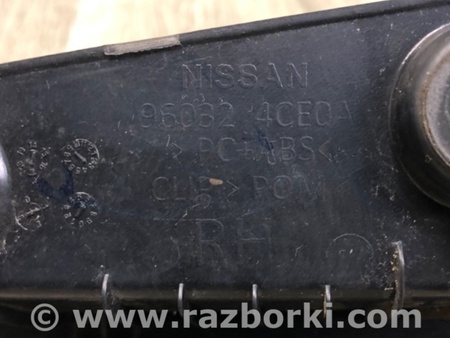 NISSAN
96032 4CE0A
>PC+ABS<
CLIP >POM<
RH
© www.razborki.com